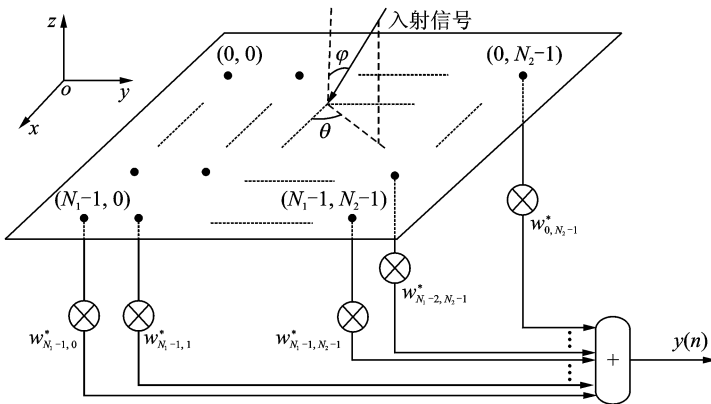 入射信号
z
y
o
x
(0, 0)
φ
(0, N₂−1)
θ
(N₁−1, 0)
(N₁−1, N₂−1)
w*₀, N₂−1
w*N₁−2, N₂−1
w*N₁−1, 0
w*N₁−1, 1
w*N₁−1, N₂−1
+
y(n)